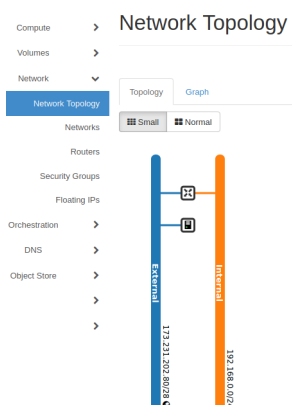 Network Topology
Compute
Volumes
Network
Network Topology
Networks
Routers
Security Groups
Floating IPs
Orchestration
DNS
Object Store
Topology
Graph
Small
Normal
External
173.231.202.80/28
Internal
192.168.0.0/24